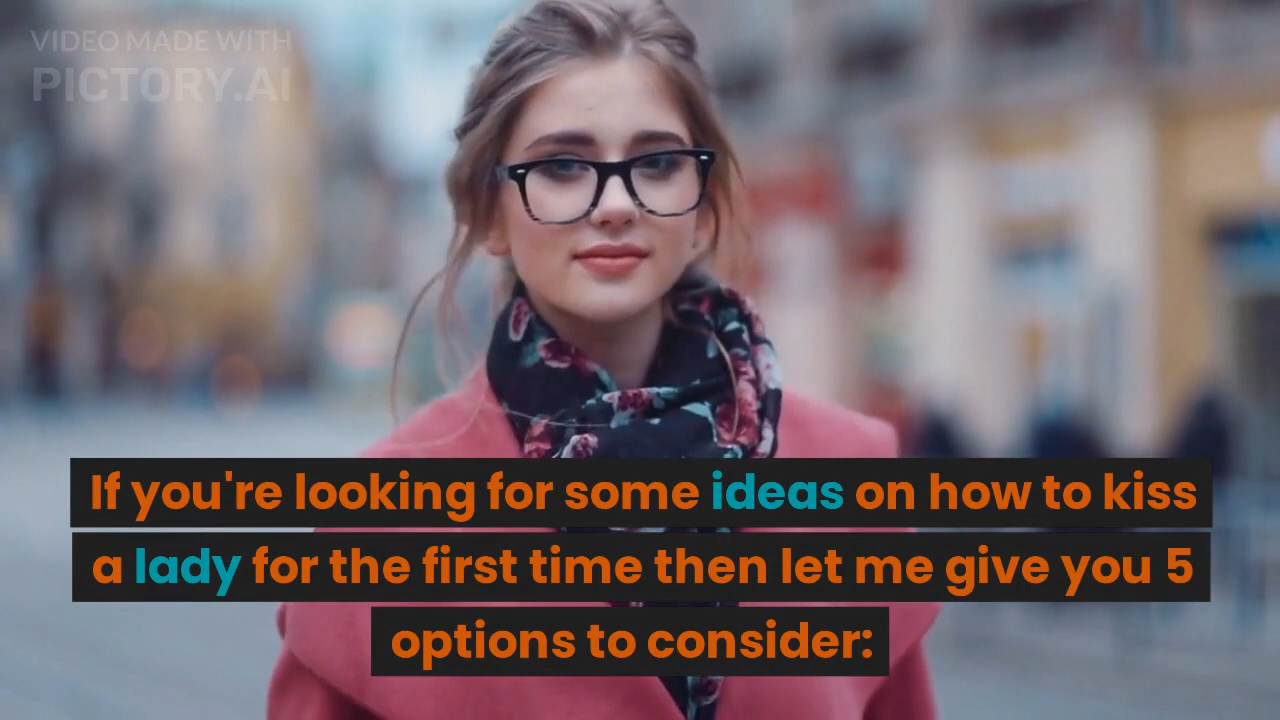 VIDEO MADE WITH
PICTORY.AI
If you're looking for some ideas on how to kiss
a lady for the first time then let me give you 5
options to consider: